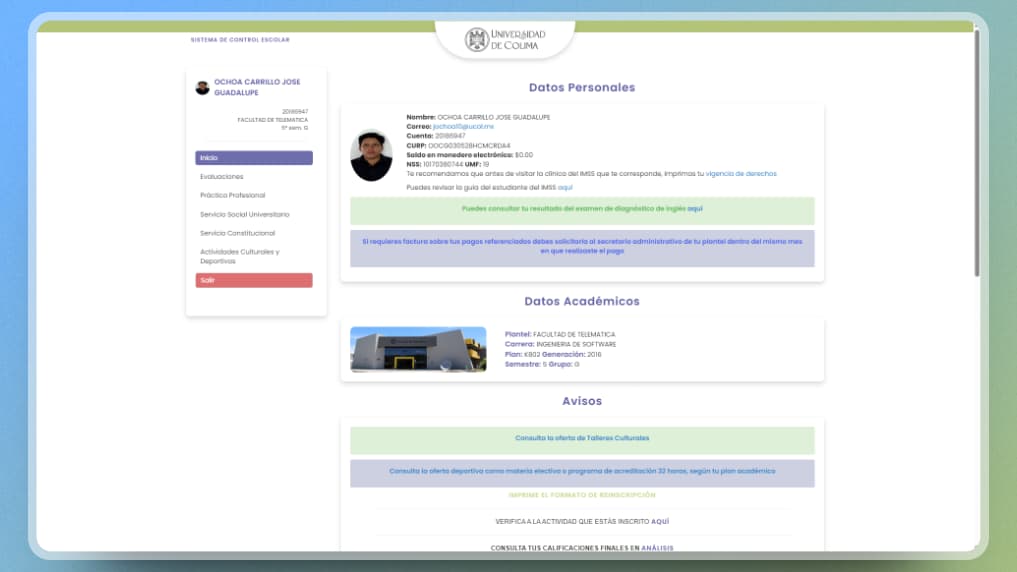 SISTEMA DE CONTROL ESCOLAR
UNIVERSIDAD
DE COLIMA
OCHOA CARRILLO JOSE
GUADALUPE
20186947
FACULTAD DE TELEMATICA
5º sem. G
Inicio
Evaluaciones
Práctica Profesional
Servicio Social Universitario
Servicio Constitucional
Actividades Culturales y
Deportivas
Salir
Datos Personales
Nombre: OCHOA CARRILLO JOSE GUADALUPE
Correo: jochoa10@ucol.mx
Cuenta: 20186947
CURP: OOCG030528HCMCRDA4
Saldo en monedero electrónico: $0.00
NSS: 10170380744 UMF: 19
Te recomendamos que antes de visitar la clínica del IMSS que te corresponde, imprimas tu vigencia de derechos
Puedes revisar la guía del estudiante del IMSS aquí
Puedes consultar tu resultado del examen de diagnóstico de inglés aquí
Si requieres factura sobre tus pagos referenciados debes solicitarla al secretario administrativo de tu plantel dentro del mismo mes
en que realizaste el pago
Datos Académicos
Plantel: FACULTAD DE TELEMATICA
Carrera: INGENIERIA DE SOFTWARE
Plan: K802 Generación: 2018
Semestre: 5 Grupo: G
Avisos
Consulta la oferta de Talleres Culturales
Consulta la oferta deportiva como materia electiva o programa de acreditación 32 horas, según tu plan académico
IMPRIME EL FORMATO DE REINSCRIPCIÓN
VERIFICA A LA ACTIVIDAD QUE ESTÁS INSCRITO AQUÍ
CONSULTA TUS CALIFICACIONES FINALES EN ANÁLISIS